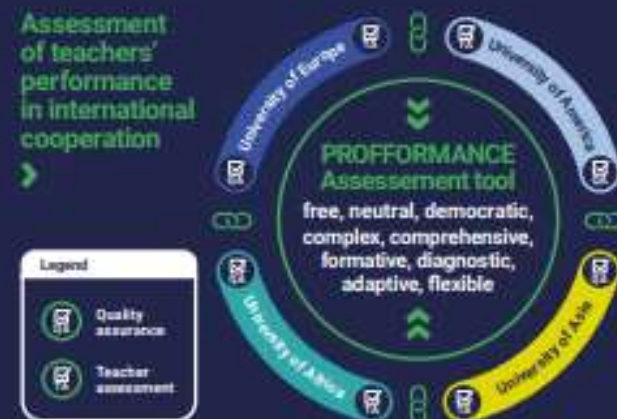 Assessment
of teachers'
performance
in international
cooperation
University of Europe
University of America
PROFFORMANCE
Assessement tool
free, neutral, democratic,
complex, comprehensive,
formative, diagnostic,
adaptive, flexible
University of Africa
University of Asia
Legend
Quality
assurance
Teacher
assessment